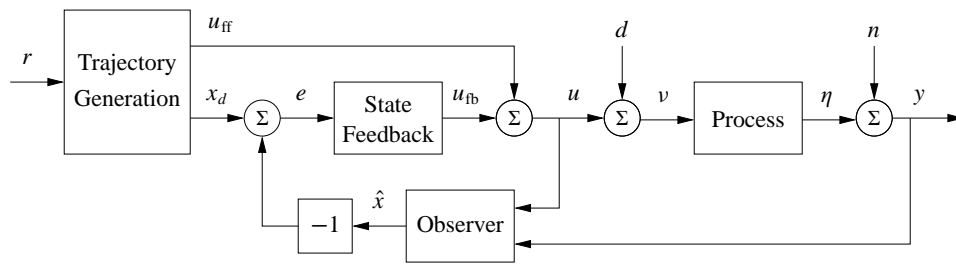 r
Trajectory
Generation
u_ff
x_d
Σ
e
State
Feedback
u_fb
Σ
u
d
Σ
ν
Process
η
n
Σ
y
−1
x̂
Observer